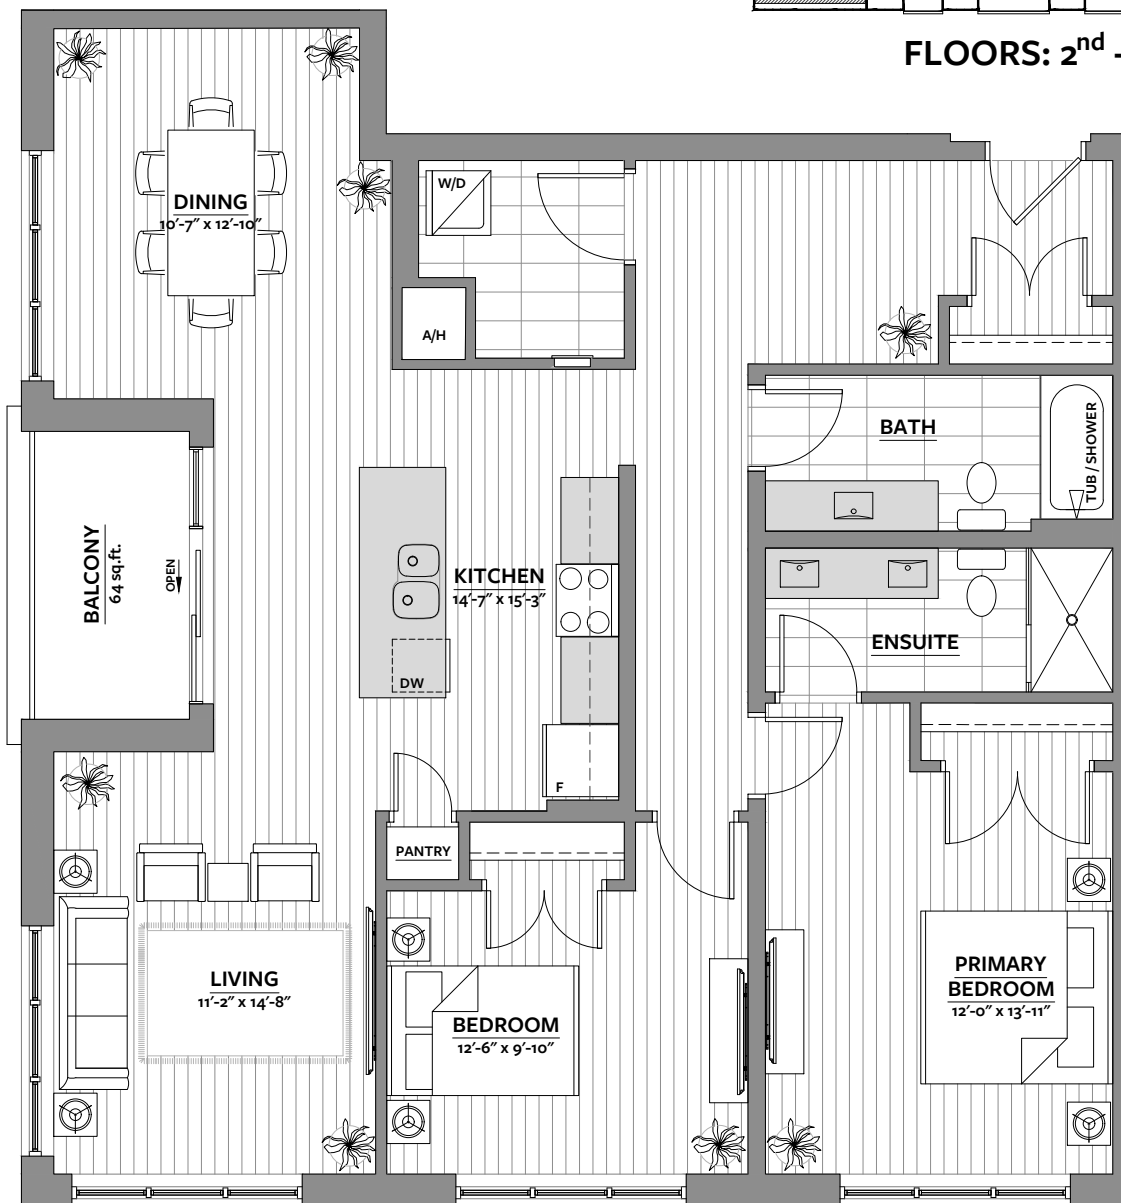 FLOORS: 2nd -
W/D
DINING
10'-7" x 12'-10"
A/H
BATH
TUB / SHOWER
BALCONY
64 sq.ft.
OPEN
KITCHEN
14'-7" x 15'-3"
ENSUITE
DW
F
PANTRY
LIVING
11'-2" x 14'-8"
PRIMARY
BEDROOM
12'-0" x 13'-11"
BEDROOM
12'-6" x 9'-10"